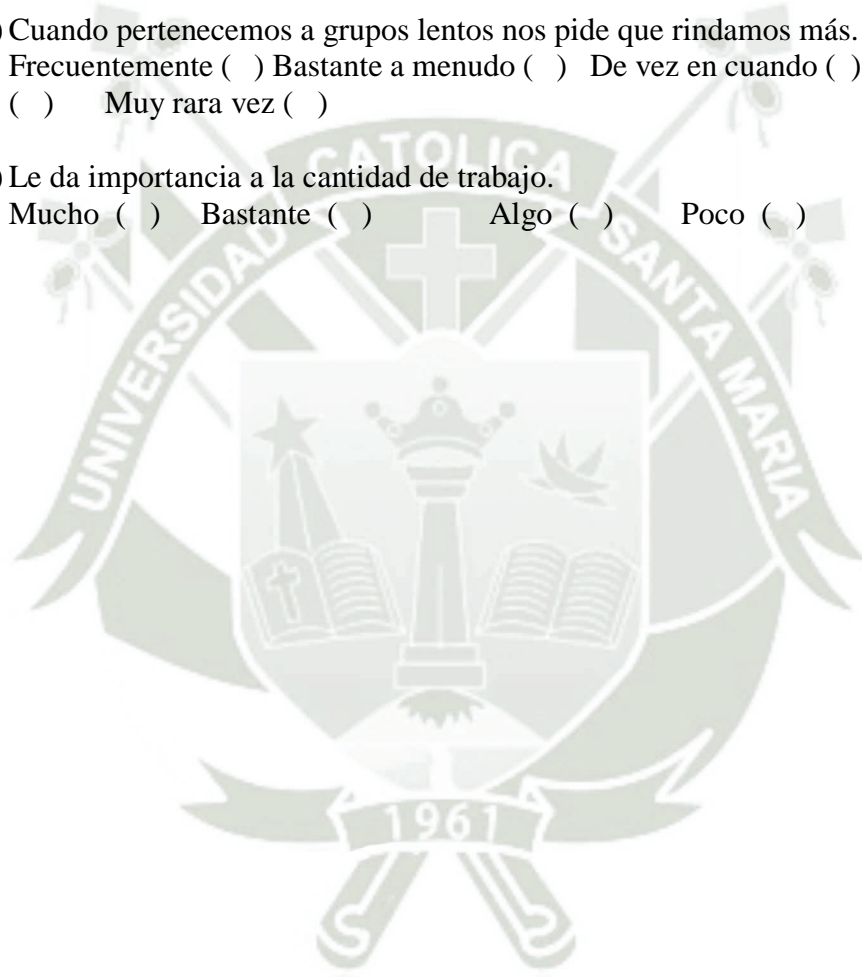 ) Cuando pertenecemos a grupos lentos nos pide que rindamos más.
Frecuentemente ( ) Bastante a menudo ( ) De vez en cuando ( )
( ) Muy rara vez ( )
) Le da importancia a la cantidad de trabajo.
Mucho ( ) Bastante ( ) Algo ( ) Poco ( )
UNIVERSIDAD CATOLICA SANTA MARIA
1961